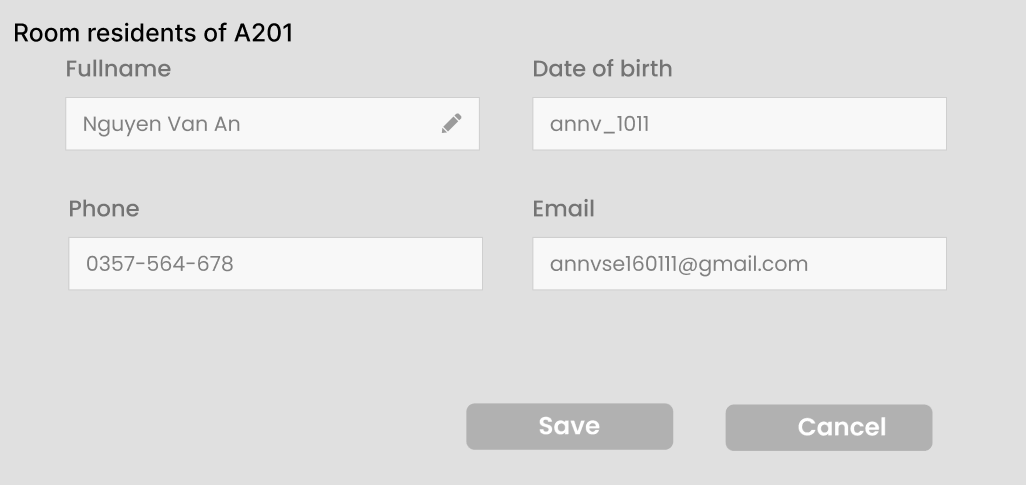 Room residents of A201
Fullname
Date of birth
Nguyen Van An
annv_1011
Phone
Email
0357-564-678
annvse160111@gmail.com
Save
Cancel